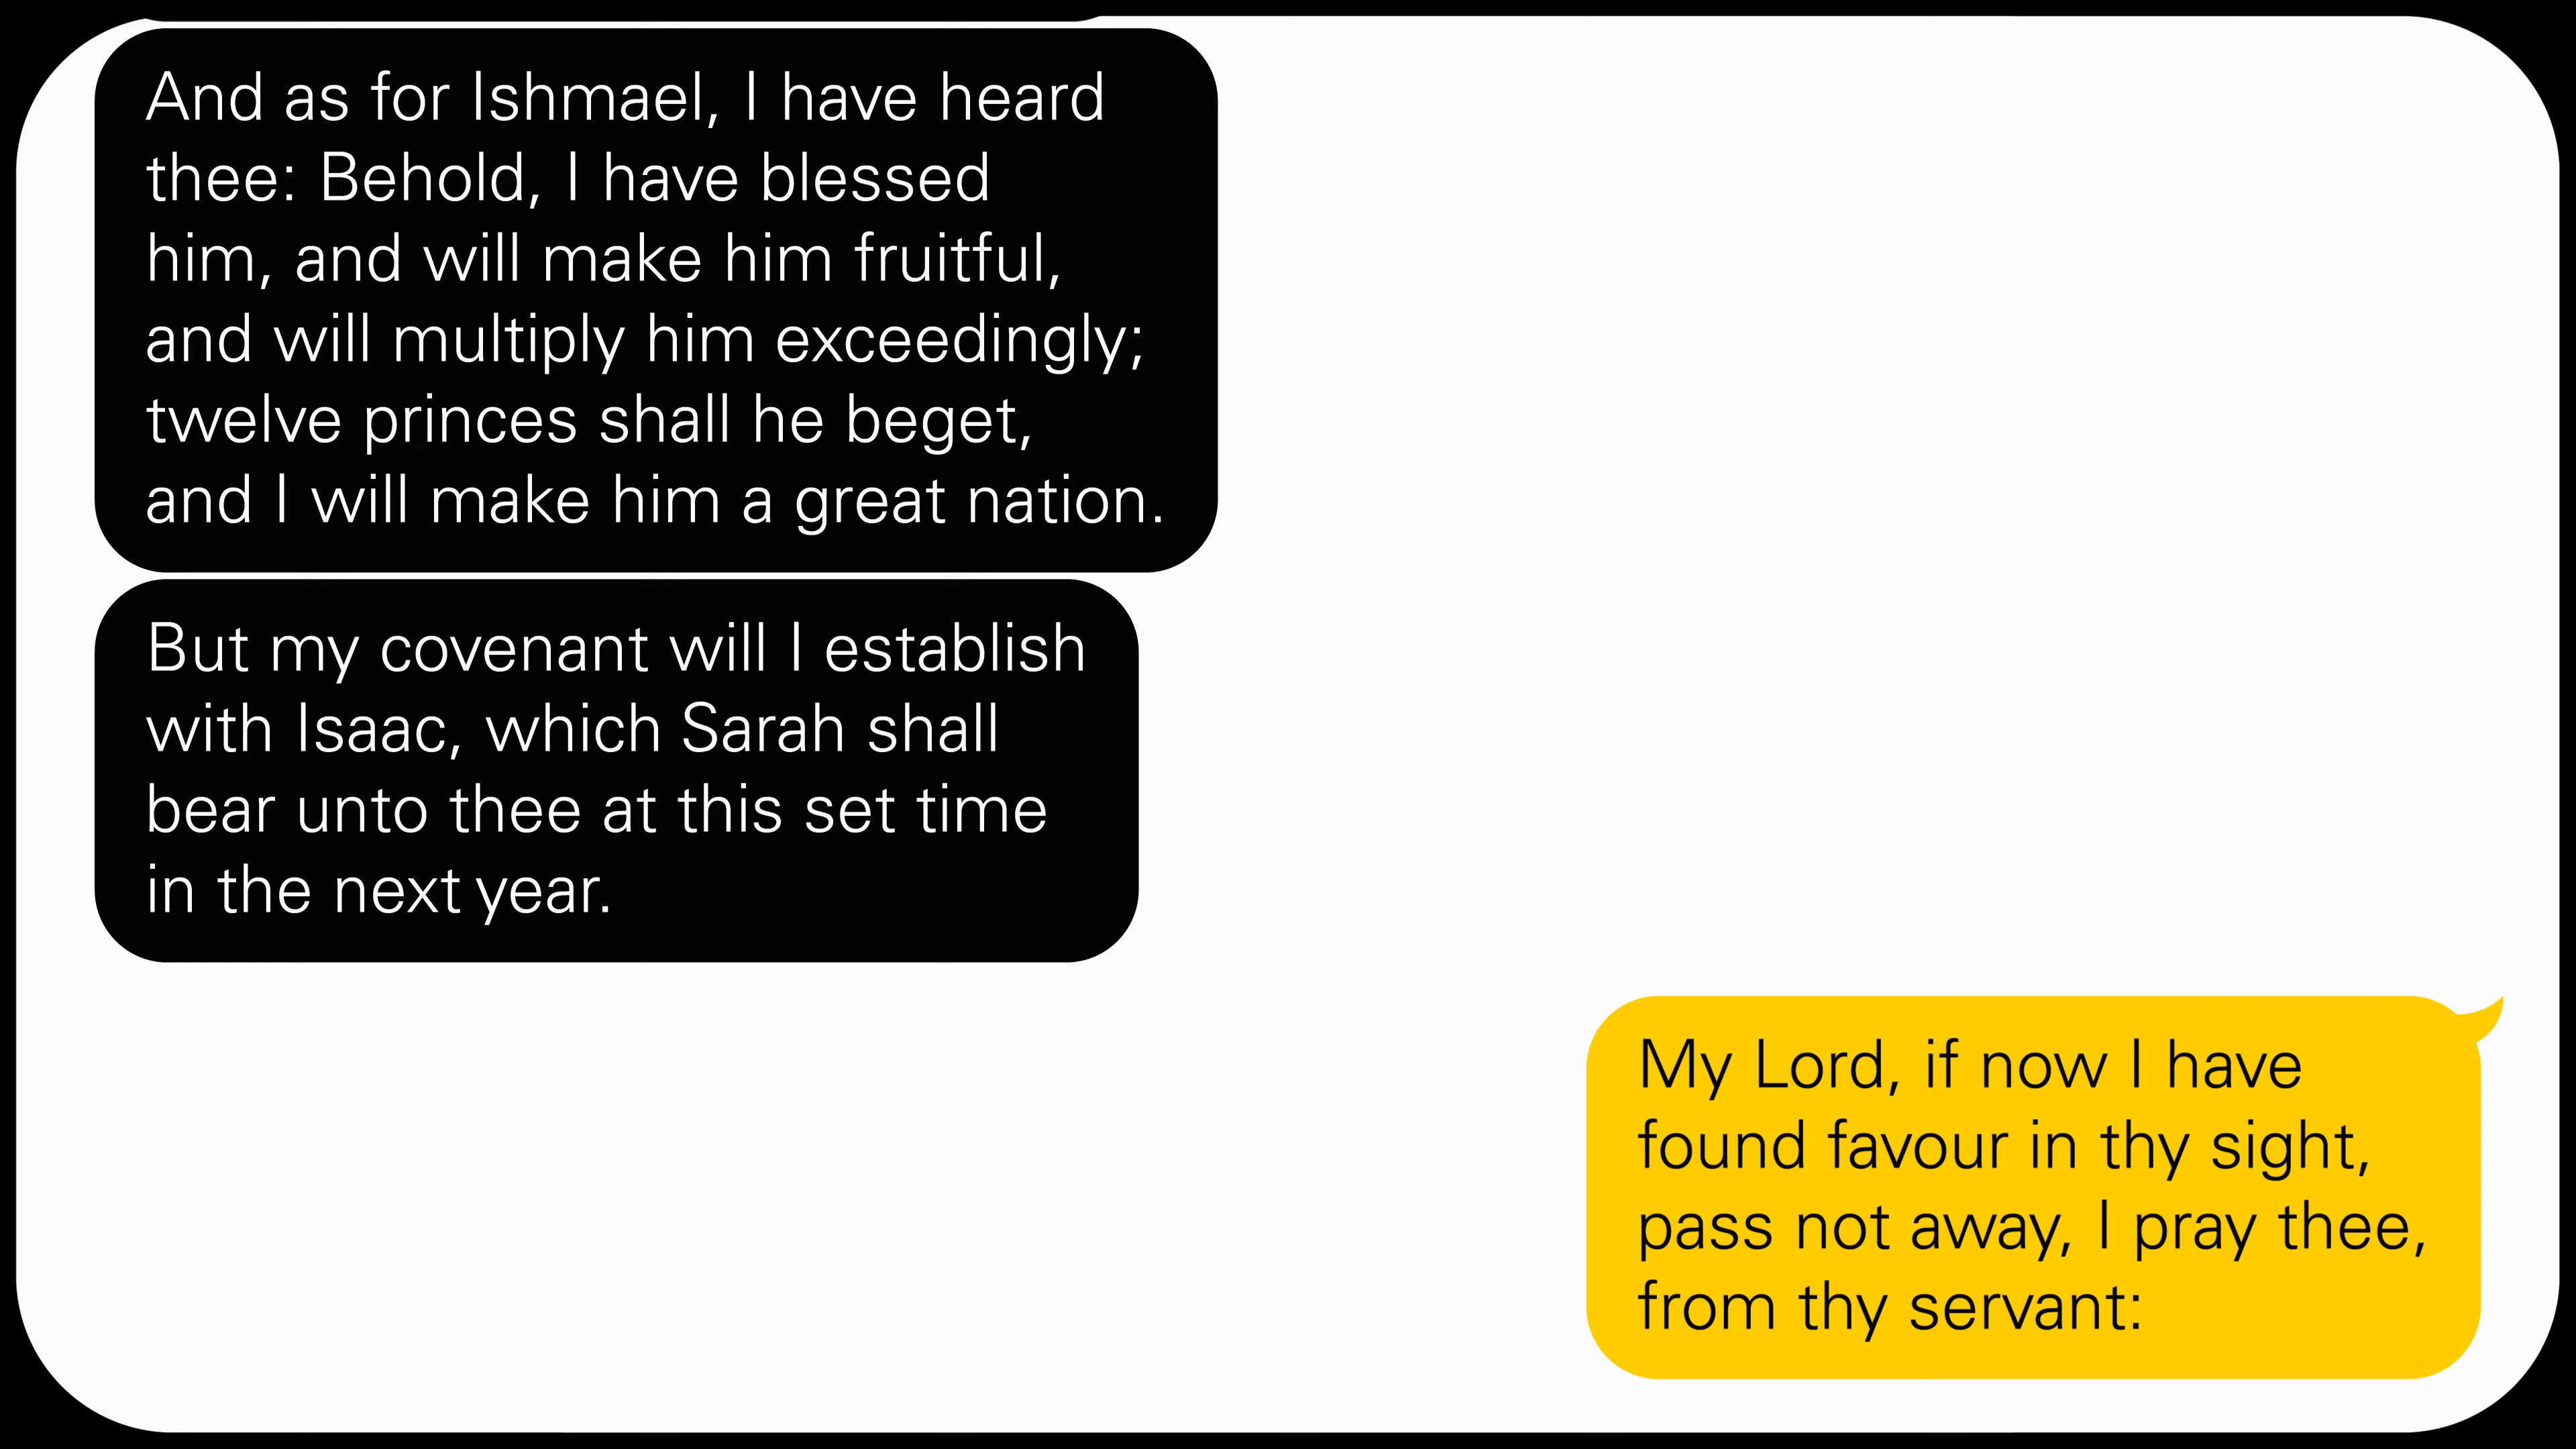 And as for Ishmael, I have heard
thee: Behold, I have blessed
him, and will make him fruitful,
and will multiply him exceedingly;
twelve princes shall he beget,
and I will make him a great nation.
But my covenant will I establish
with Isaac, which Sarah shall
bear unto thee at this set time
in the next year.
My Lord, if now I have
found favour in thy sight,
pass not away, I pray thee,
from thy servant: